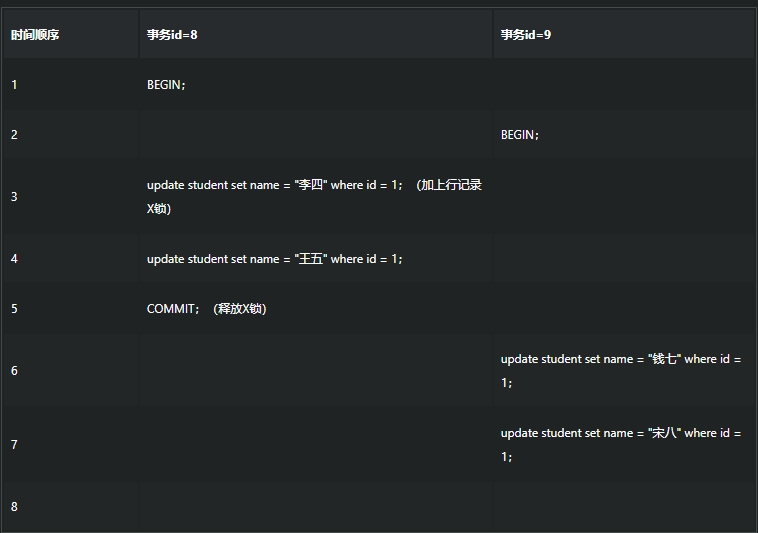 时间顺序 事务id=8 事务id=9
1 BEGIN；
2 BEGIN；
3 update student set name = "李四" where id = 1； （加上行记录
X锁）
4 update student set name = "王五" where id = 1；
5 COMMIT； （释放X锁）
6 update student set name = "钱七" where id =
1；
7 update student set name = "宋八" where id =
1；
8